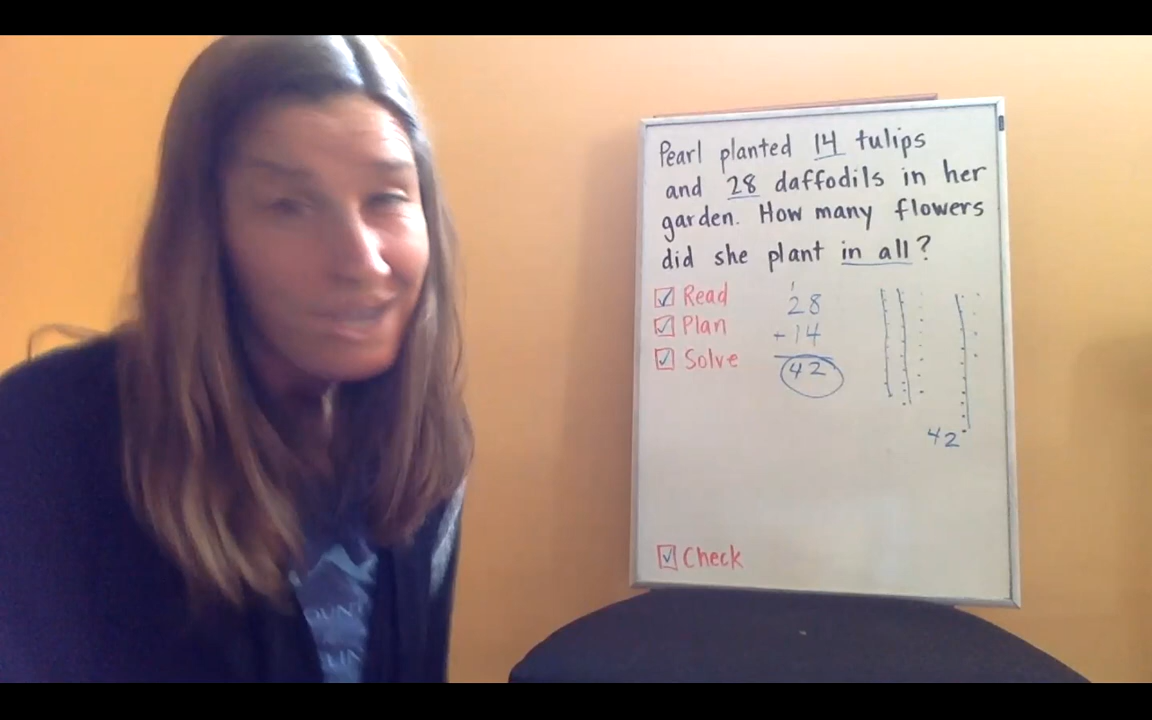 Pearl planted 14 tulips
and 28 daffodils in her
garden. How many flowers
did she plant in all?
Read
Plan
Solve
1
28
+14
42
42
Check